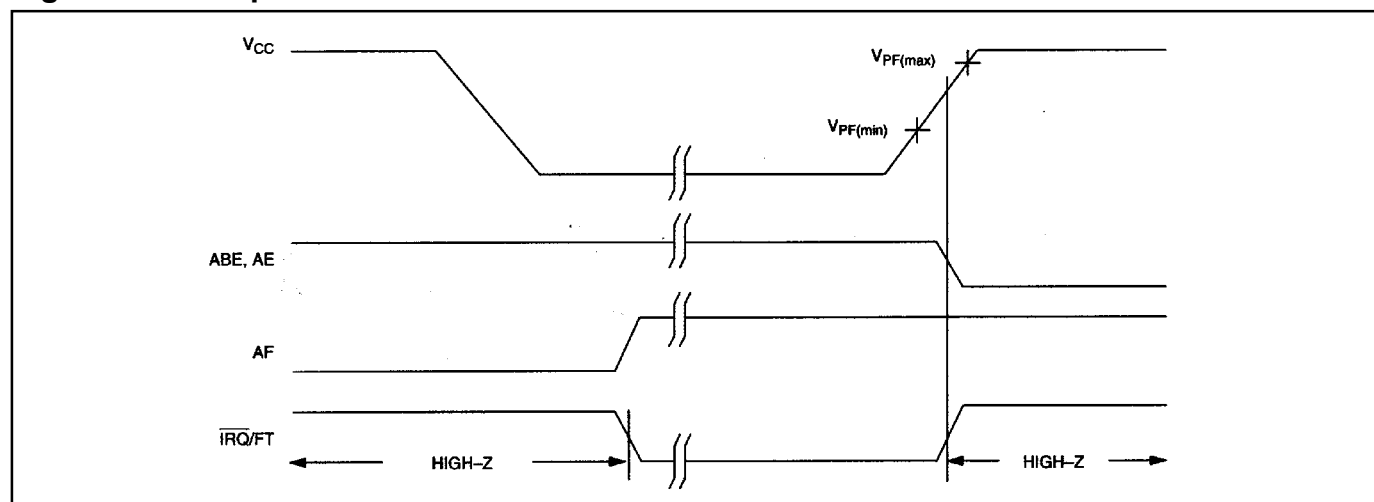 VCC
VPF(max)
VPF(min)
ABE, AE
AF
IRQ/FT
HIGH–Z
HIGH–Z